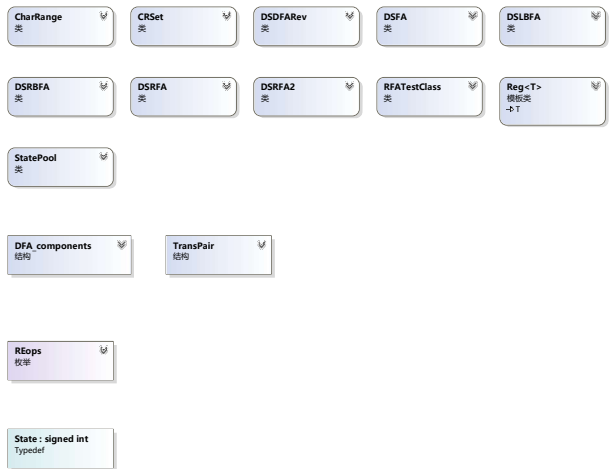 CharRange
类
CRSet
类
DSDFARev
类
DSFA
类
DSLBFA
类
DSRBFA
类
DSRFA
类
DSRFA2
类
RFATestClass
类
Reg<T>
模板类
T
StatePool
类
DFA_components
结构
TransPair
结构
REops
枚举
State : signed int
Typedef